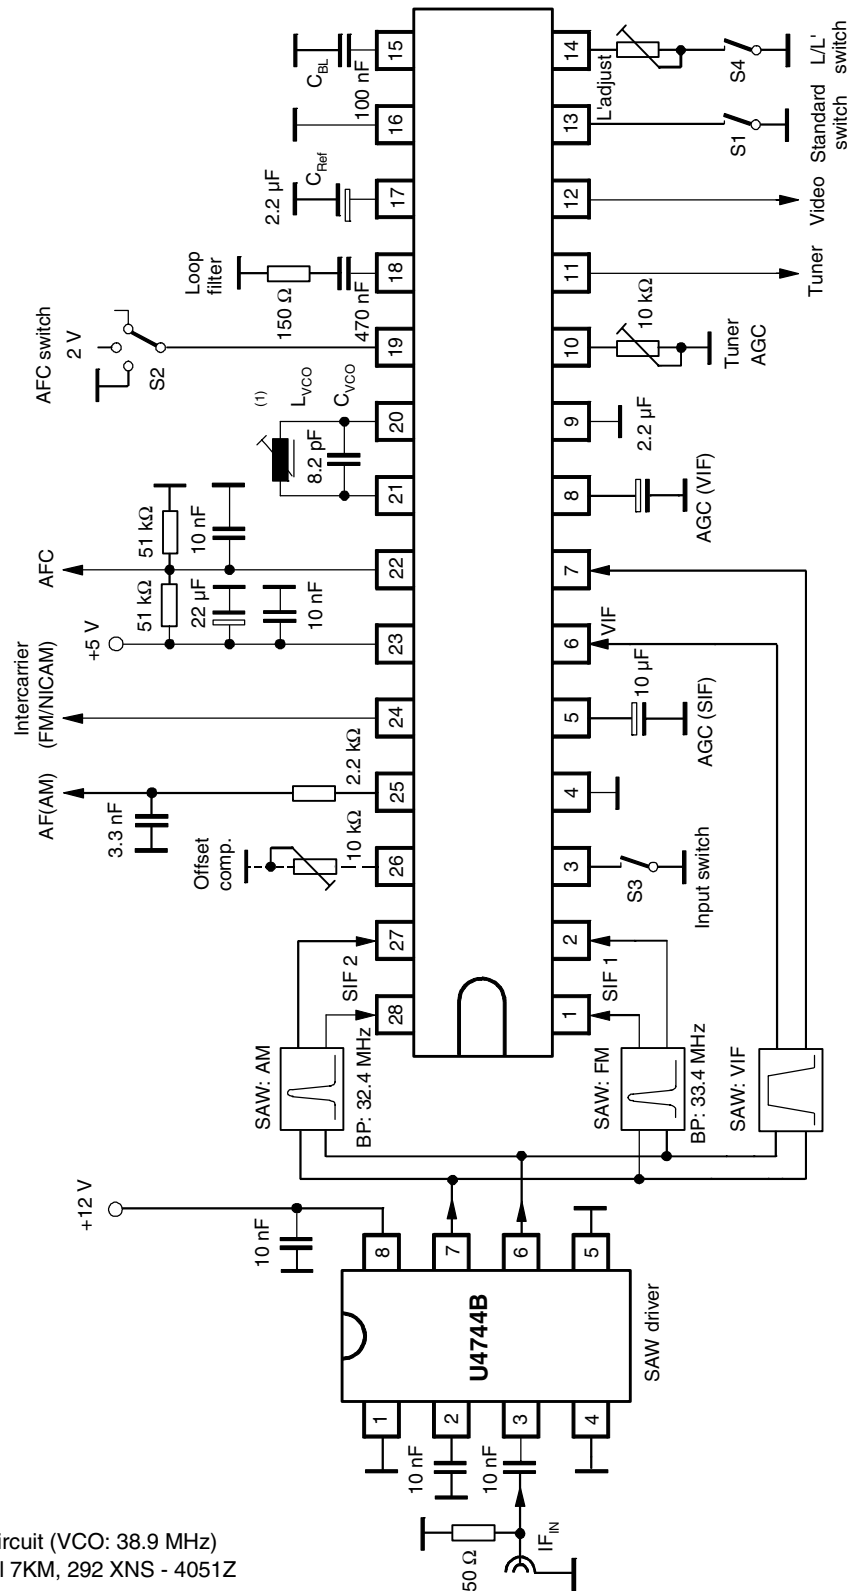 C_BL
100 nF
15
16
2.2 µF
C_Ref
17
Loop
filter
150 Ω
470 nF
18
AFC switch
2 V
S2
19
(1)
L_VCO
C_VCO
8.2 pF
20
21
AFC
51 kΩ
10 nF
22
51 kΩ
22 µF
10 nF
+5 V
23
Intercarrier
(FM/NICAM)
24
AF(AM)
3.3 nF
2.2 kΩ
25
Offset
comp.
10 kΩ
26
27
SIF 2
28
SAW: AM
BP: 32.4 MHz
14
L'adjust
S4
L/L'
switch
13
S1
Standard
switch
12
Video
11
Tuner
10
10 kΩ
Tuner
AGC
9
2.2 µF
8
AGC (VIF)
7
6
VIF
5
10 µF
AGC (SIF)
4
3
S3
Input switch
2
SIF 1
1
SAW: FM
BP: 33.4 MHz
SAW: VIF
+12 V
10 nF
8
7
6
5
U4744B
SAW driver
1
2
3
4
10 nF
10 nF
50 Ω
IF_IN
ircuit (VCO: 38.9 MHz)
l 7KM, 292 XNS - 4051Z